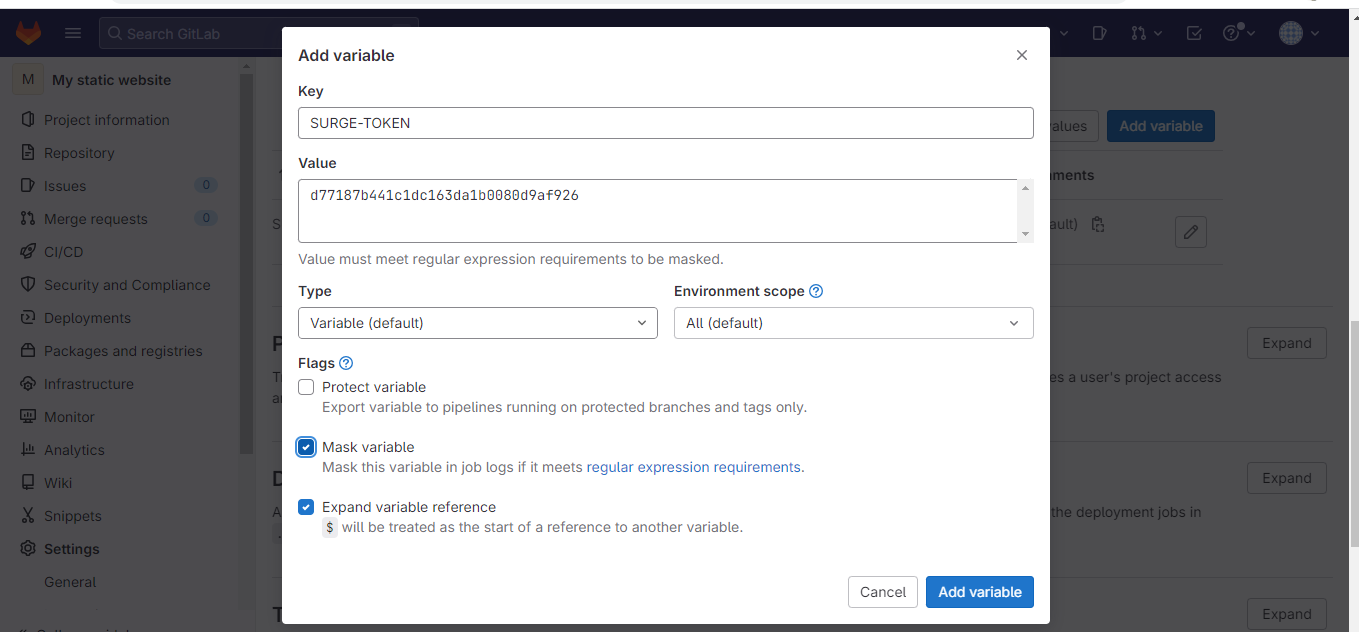 Search GitLab
Add variable
Key
SURGE-TOKEN
Value
d77187b441c1dc163da1b0080d9af926
Value must meet regular expression requirements to be masked.
Type
Environment scope
Variable (default)
All (default)
Flags
Protect variable
Export variable to pipelines running on protected branches and tags only.
Mask variable
Mask this variable in job logs if it meets regular expression requirements.
Expand variable reference
$ will be treated as the start of a reference to another variable.
Cancel
Add variable
M My static website
Project information
Repository
Issues 0
Merge requests 0
CI/CD
Security and Compliance
Deployments
Packages and registries
Infrastructure
Monitor
Analytics
Wiki
Snippets
Settings
General
Add variable
Expand
es a user's project access
Expand
the deployment jobs in
Expand